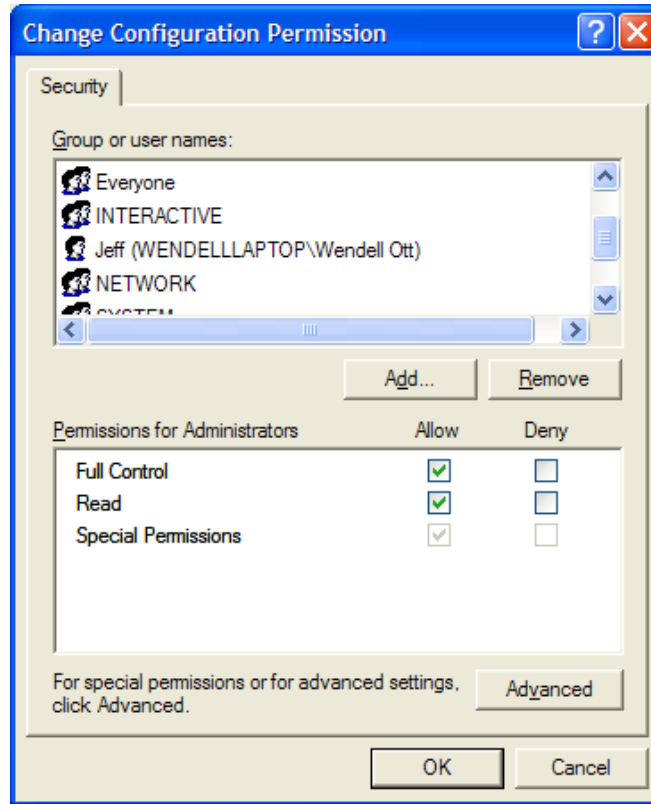 Change Configuration Permission
Security
Group or user names:
Everyone
INTERACTIVE
Jeff (WENDELLLAPTOP\Wendell Ott)
NETWORK
SYSTEM
Add...
Remove
Permissions for Administrators Allow Deny
Full Control
Read
Special Permissions
For special permissions or for advanced settings,
click Advanced.
Advanced
OK
Cancel